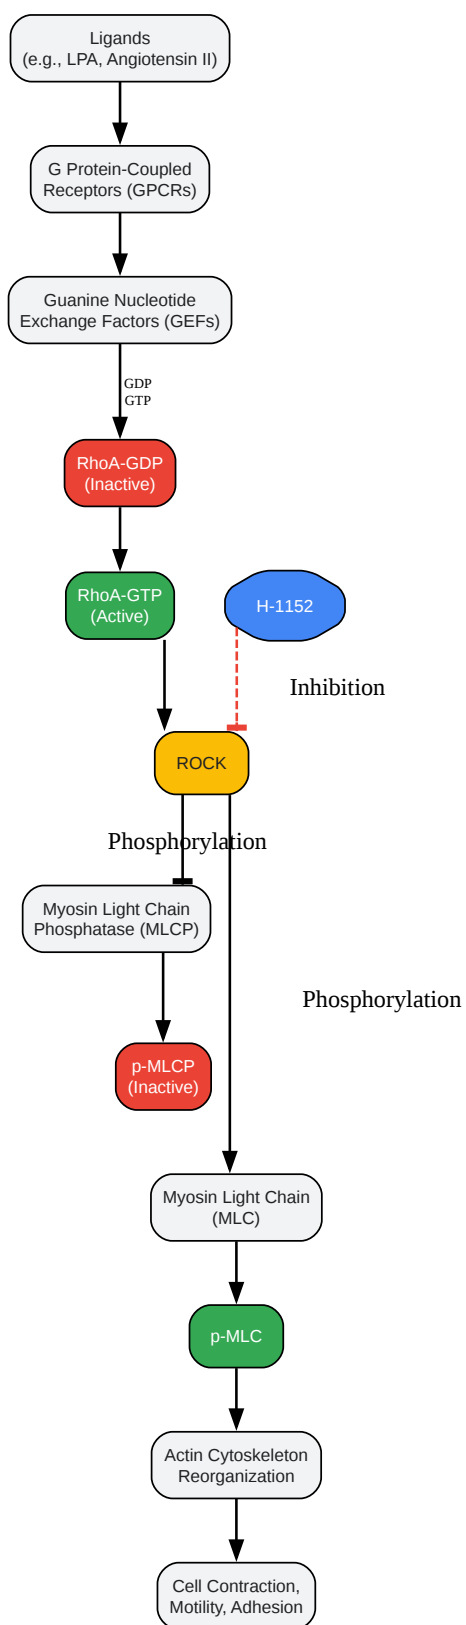 Ligands
(e.g., LPA, Angiotensin II)
G Protein-Coupled
Receptors (GPCRs)
Guanine Nucleotide
Exchange Factors (GEFs)
GDP
GTP
RhoA-GDP
(Inactive)
RhoA-GTP
(Active)
H-1152
Inhibition
ROCK
Phosphorylation
Myosin Light Chain
Phosphatase (MLCP)
Phosphorylation
p-MLCP
(Inactive)
Myosin Light Chain
(MLC)
p-MLC
Actin Cytoskeleton
Reorganization
Cell Contraction,
Motility, Adhesion